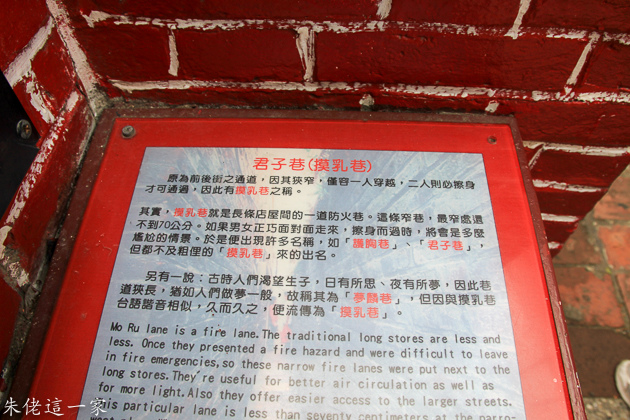 君子巷(摸乳巷)
原為前後街之通道，因其狹窄，僅容一人穿越，二人則必擦身
才可通過，因此有摸乳巷之稱。
其實，摸乳巷就是長條店屋間的一道防火巷。這條窄巷，最窄處還
不到70公分。如果男女正巧面對面走來，擦身而過時，將會是多麼
尷尬的情景。於是便出現許多名稱，如「護胸巷」、「君子巷」，
但都不及粗俚的「摸乳巷」來的出名。
另有一說：古時人們渴望生子，日有所思、夜有所夢，因此巷
道狹長，猶如人們做夢一般，故稱其為「夢麟巷」，但因與摸乳巷
台語諧音相似，久而久之，便流傳為「摸乳巷」。
Mo Ru lane is a fire lane.The traditional long stores are less and
less. Once they presented a fire hazard and were difficult to leave
in fire emergencies,so these narrow fire lanes were put next to the
long stores.They're useful for better air circulation as well as
for more light.Also they offer easier access to the larger streets.
This particular lane is less than seventy centimeters at the narro-
朱佬這一家